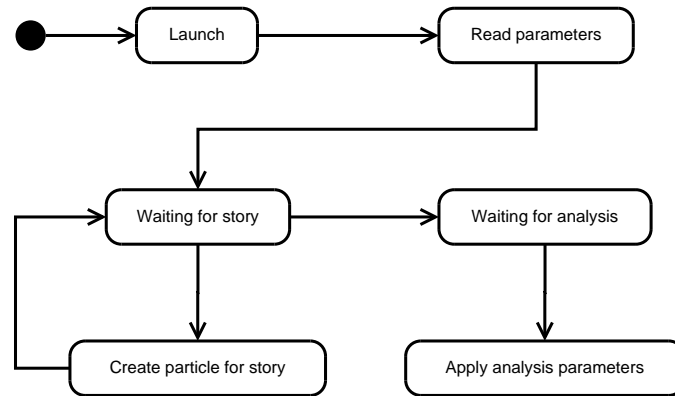 Launch
Read parameters
Waiting for story
Waiting for analysis
Create particle for story
Apply analysis parameters